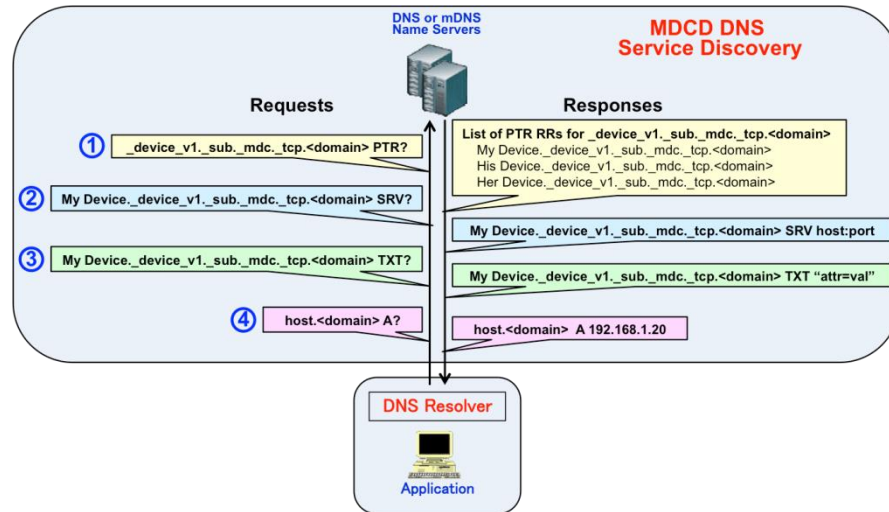 DNS or mDNS
Name Servers
MDCD DNS
Service Discovery
Requests
Responses
1
_device_v1._sub._mdc._tcp.<domain> PTR?
List of PTR RRs for _device_v1._sub._mdc._tcp.<domain>
My Device._device_v1._sub._mdc._tcp.<domain>
His Device._device_v1._sub._mdc._tcp.<domain>
Her Device._device_v1._sub._mdc._tcp.<domain>
2
My Device._device_v1._sub._mdc._tcp.<domain> SRV?
My Device._device_v1._sub._mdc._tcp.<domain> SRV host:port
3
My Device._device_v1._sub._mdc._tcp.<domain> TXT?
My Device._device_v1._sub._mdc._tcp.<domain> TXT “attr=val”
4
host.<domain> A?
host.<domain> A 192.168.1.20
DNS Resolver
Application